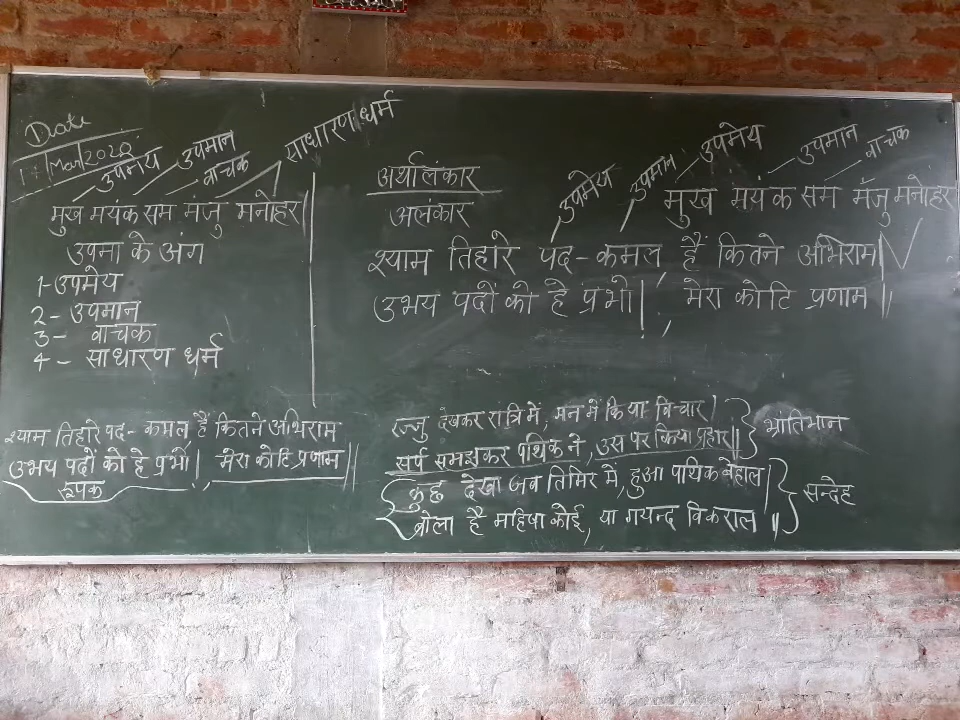 Date
1 Mar 2020
उपमेय उपमान वाचक साधारण धर्म
मुख मयंक सम मंजु मनोहर|
उपमा के अंग
1-उपमेय
2- उपमान
3- वाचक
4- साधारण धर्म
श्याम तिहारे पद- कमल, हैं कितने अभिराम
उभय पदों को हे प्रभो|, मेरा कोटि प्रणाम||
रूपक
अर्थालंकार
अलंकार
उपमेय उपमान वाचक
मुख मंयक सम मँजु मनोहर
उपमेय उपमान
श्याम तिहारे पद- कमल, हैं कितने अभिराम|
उभय पदों को हे प्रभो|, मेरा कोटि प्रणाम||
रज्जु देखकर रात्रि में, मन में किया विचार|
सर्प समझकर पथिक ने, उस पर किया प्रहार||
भ्रांतिभान
कुछ देखा जब तिमिर में, हुआ पथिक बेहाल|
बोला है महिषा कोई, या गयन्द विकराल||
सन्देह